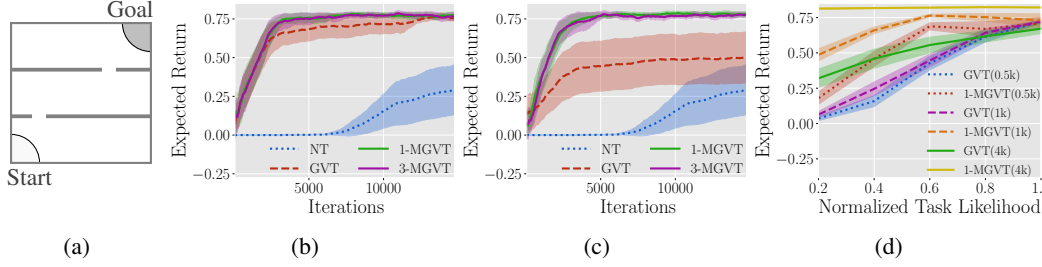 Goal
Start
(a)
Expected Return
0.75
0.50
0.25
0.00
−0.25
NT
GVT
1-MGVT
3-MGVT
5000
10000
Iterations
(b)
Expected Return
0.75
0.50
0.25
0.00
−0.25
NT
GVT
1-MGVT
3-MGVT
5000
10000
Iterations
(c)
Expected Return
0.75
0.50
0.25
0.00
−0.25
GVT(0.5k)
1-MGVT(0.5k)
GVT(1k)
1-MGVT(1k)
GVT(4k)
1-MGVT(4k)
0.2 0.4 0.6 0.8 1.
Normalized Task Likelihood
(d)